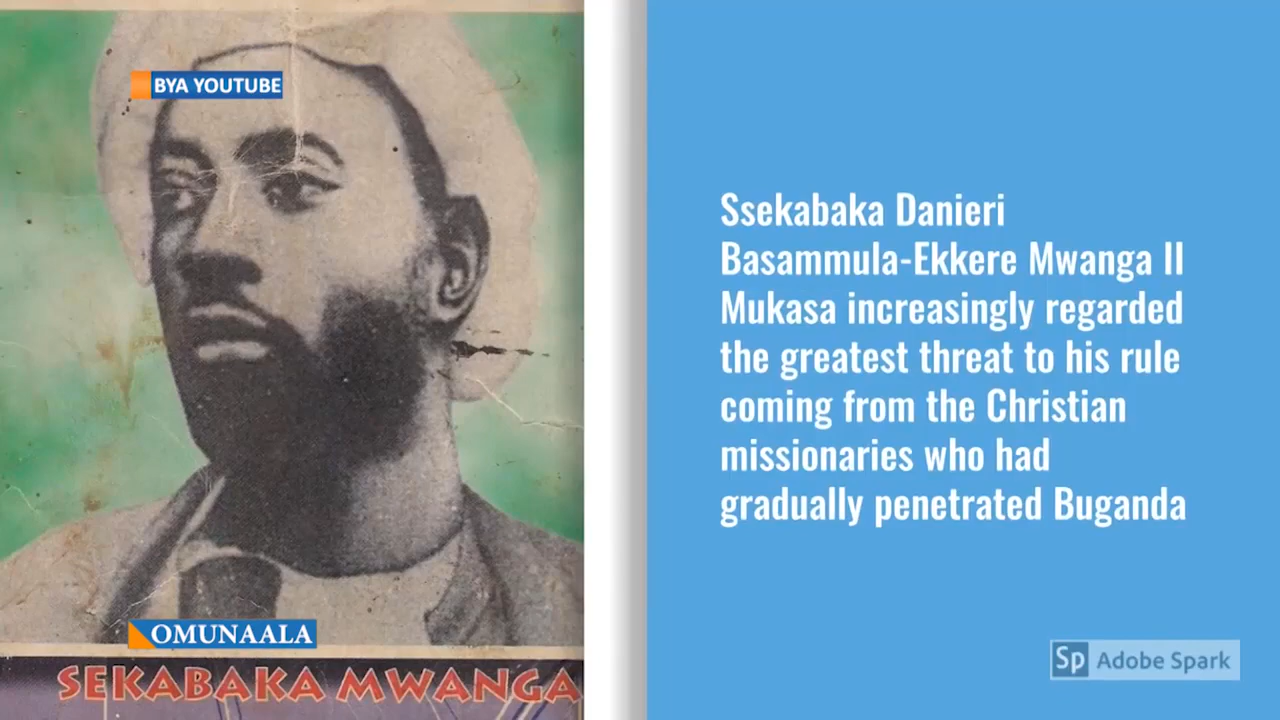 BYA YOUTUBE
OMUNAALA
SEKABAKA MWANGA
Ssekabaka Danieri
Basammula-Ekkere Mwanga II
Mukasa increasingly regarded
the greatest threat to his rule
coming from the Christian
missionaries who had
gradually penetrated Buganda
Sp Adobe Spark